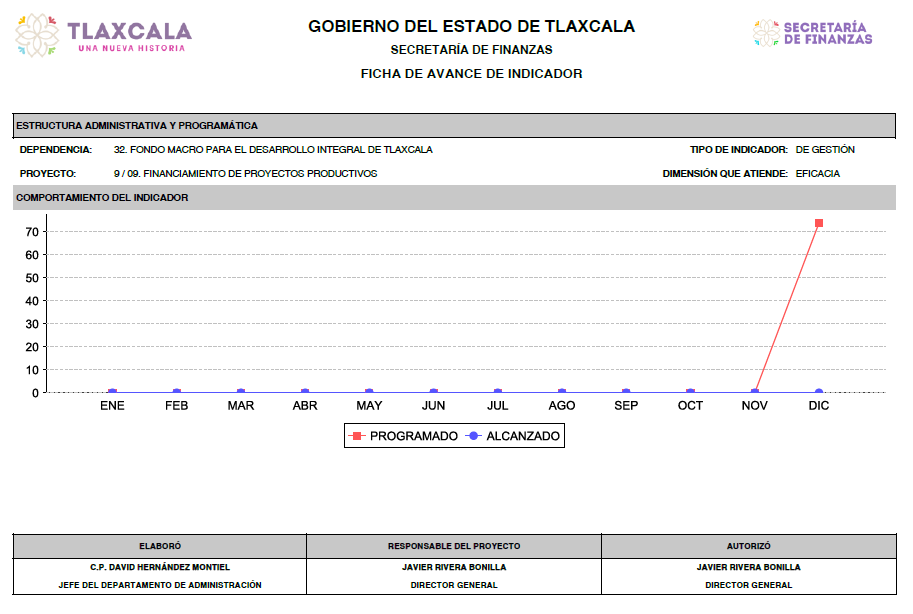 TLAXCALA
UNA NUEVA HISTORIA
GOBIERNO DEL ESTADO DE TLAXCALA
SECRETARÍA DE FINANZAS
FICHA DE AVANCE DE INDICADOR
SECRETARÍA
DE FINANZAS
ESTRUCTURA ADMINISTRATIVA Y PROGRAMÁTICA
DEPENDENCIA: 32. FONDO MACRO PARA EL DESARROLLO INTEGRAL DE TLAXCALA TIPO DE INDICADOR: DE GESTIÓN
PROYECTO: 9 / 09. FINANCIAMIENTO DE PROYECTOS PRODUCTIVOS DIMENSIÓN QUE ATIENDE: EFICACIA
COMPORTAMIENTO DEL INDICADOR
70
60
50
40
30
20
10
0
ENE FEB MAR ABR MAY JUN JUL AGO SEP OCT NOV DIC
PROGRAMADO ALCANZADO
ELABORÓ RESPONSABLE DEL PROYECTO AUTORIZÓ
C.P. DAVID HERNÁNDEZ MONTIEL JAVIER RIVERA BONILLA JAVIER RIVERA BONILLA
JEFE DEL DEPARTAMENTO DE ADMINISTRACIÓN DIRECTOR GENERAL DIRECTOR GENERAL